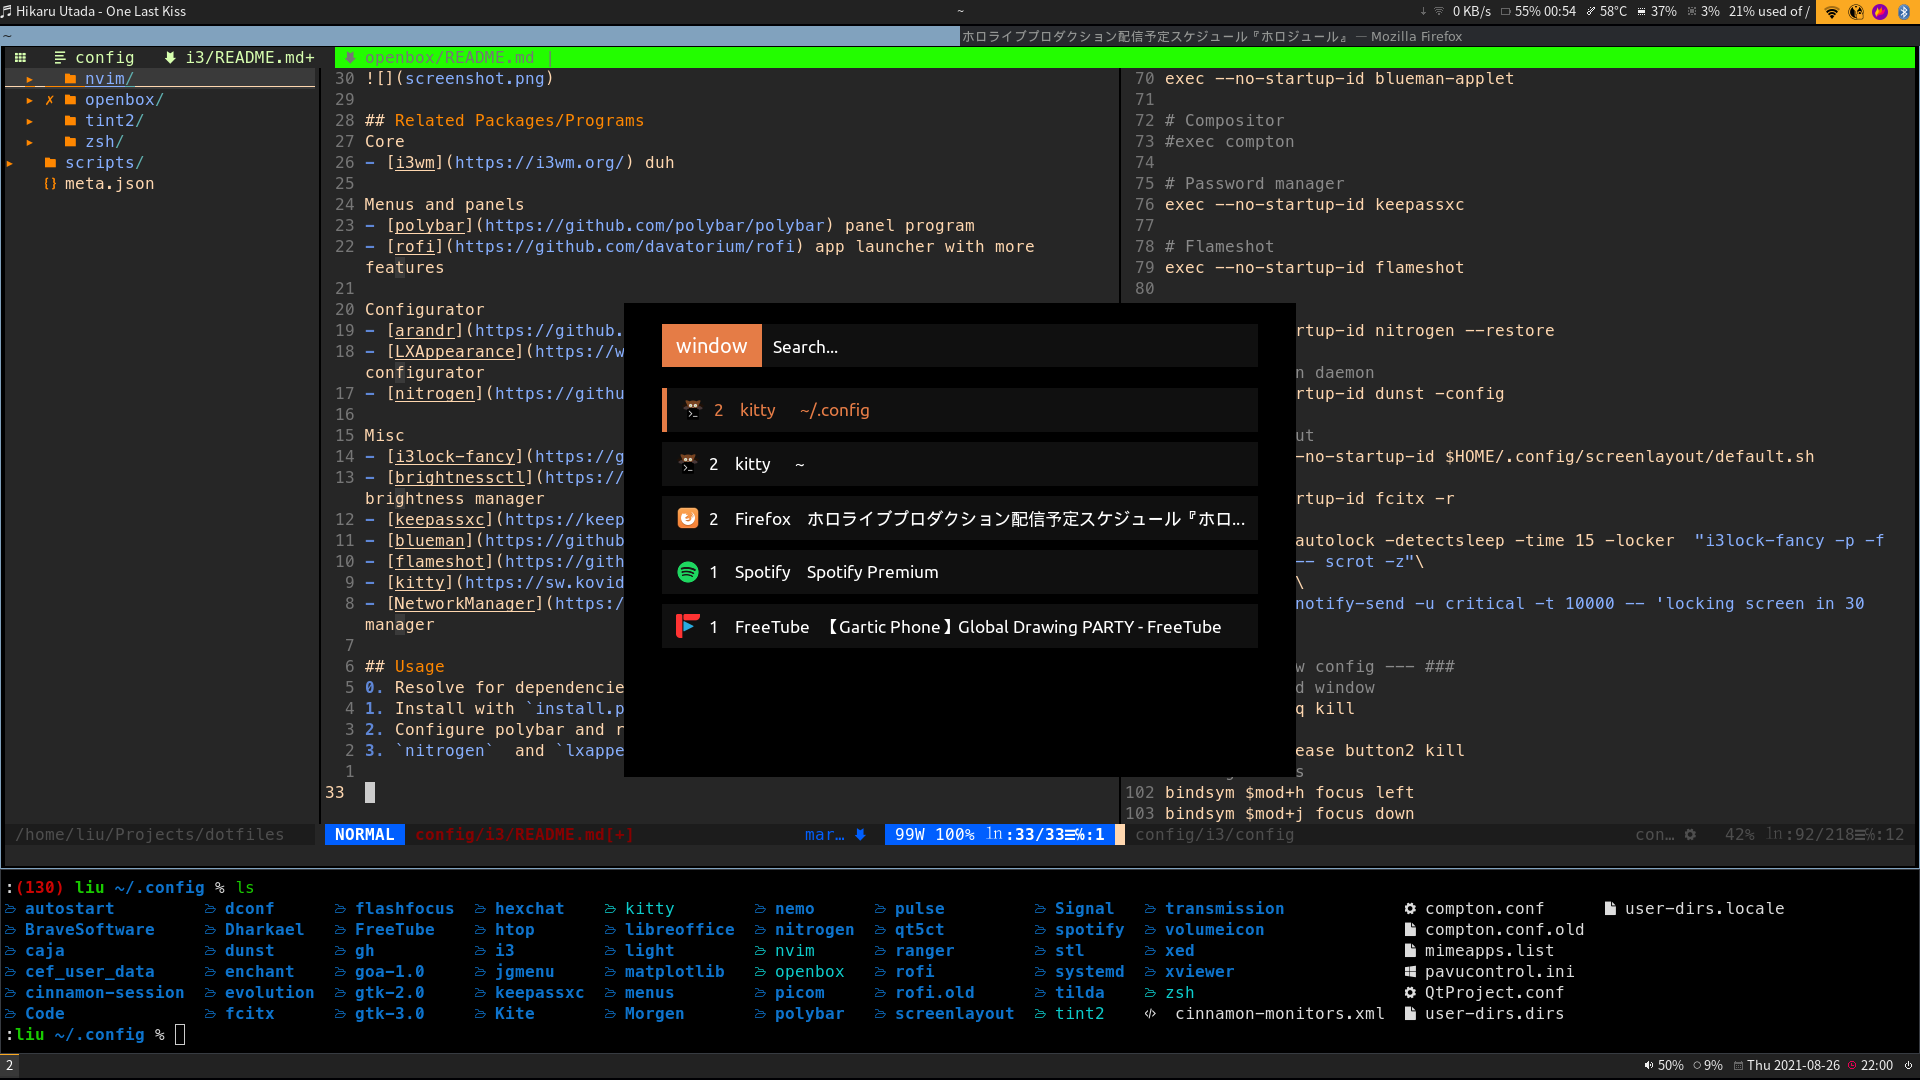 Hikaru Utada - One Last Kiss
~
0 KB/s 55% 00:54 58°C 37% 3% 21% used of /
~
ホロライブプロダクション配信予定スケジュール『ホロジュール』 — Mozilla Firefox
config i3/README.md+ openbox/README.md |
nvim/
✗ openbox/
tint2/
zsh/
scripts/
{} meta.json
/home/liu/Projects/dotfiles
30 ![](screenshot.png)
29
28 ## Related Packages/Programs
27 Core
26 - [i3wm](https://i3wm.org/) duh
25
24 Menus and panels
23 - [polybar](https://github.com/polybar/polybar) panel program
22 - [rofi](https://github.com/davatorium/rofi) app launcher with more
features
21
20 Configurator
19 - [arandr](https://github.
18 - [LXAppearance](https://w
configurator
17 - [nitrogen](https://githu
16
15 Misc
14 - [i3lock-fancy](https://g
13 - [brightnessctl](https://
brightness manager
12 - [keepassxc](https://keep
11 - [blueman](https://github
10 - [flameshot](https://gith
9 - [kitty](https://sw.kovid
8 - [NetworkManager](https:/
manager
7
6 ## Usage
5 0. Resolve for dependencie
4 1. Install with `install.p
3 2. Configure polybar and r
2 3. `nitrogen` and `lxappe
1
33
NORMAL config/i3/README.md[+] mar… 99W 100% ln:33/33☰℅:1
70 exec --no-startup-id blueman-applet
71
72 # Compositor
73 #exec compton
74
75 # Password manager
76 exec --no-startup-id keepassxc
77
78 # Flameshot
79 exec --no-startup-id flameshot
80
rtup-id nitrogen --restore
n daemon
rtup-id dunst -config
ut
-no-startup-id $HOME/.config/screenlayout/default.sh
rtup-id fcitx -r
autolock -detectsleep -time 15 -locker "i3lock-fancy -p -f
-- scrot -z"\
\
notify-send -u critical -t 10000 -- 'locking screen in 30
w config --- ###
d window
q kill
ease button2 kill
s
102 bindsym $mod+h focus left
103 bindsym $mod+j focus down
config/i3/config con… 42% ln:92/218☰℅:12
window Search...
2 kitty ~/.config
2 kitty ~
2 Firefox ホロライブプロダクション配信予定スケジュール『ホロ...
1 Spotify Spotify Premium
1 FreeTube 【Gartic Phone】Global Drawing PARTY - FreeTube
:(130) liu ~/.config % ls
autostart dconf flashfocus hexchat kitty nemo pulse Signal transmission compton.conf user-dirs.locale
BraveSoftware Dharkael FreeTube htop libreoffice nitrogen qt5ct spotify volumeicon compton.conf.old
caja dunst gh i3 light nvim ranger stl xed mimeapps.list
cef_user_data enchant goa-1.0 jgmenu matplotlib openbox rofi systemd xviewer pavucontrol.ini
cinnamon-session evolution gtk-2.0 keepassxc menus picom rofi.old tilda zsh QtProject.conf
Code fcitx gtk-3.0 Kite Morgen polybar screenlayout tint2 cinnamon-monitors.xml user-dirs.dirs
:liu ~/.config %
2
50% 9% Thu 2021-08-26 22:00